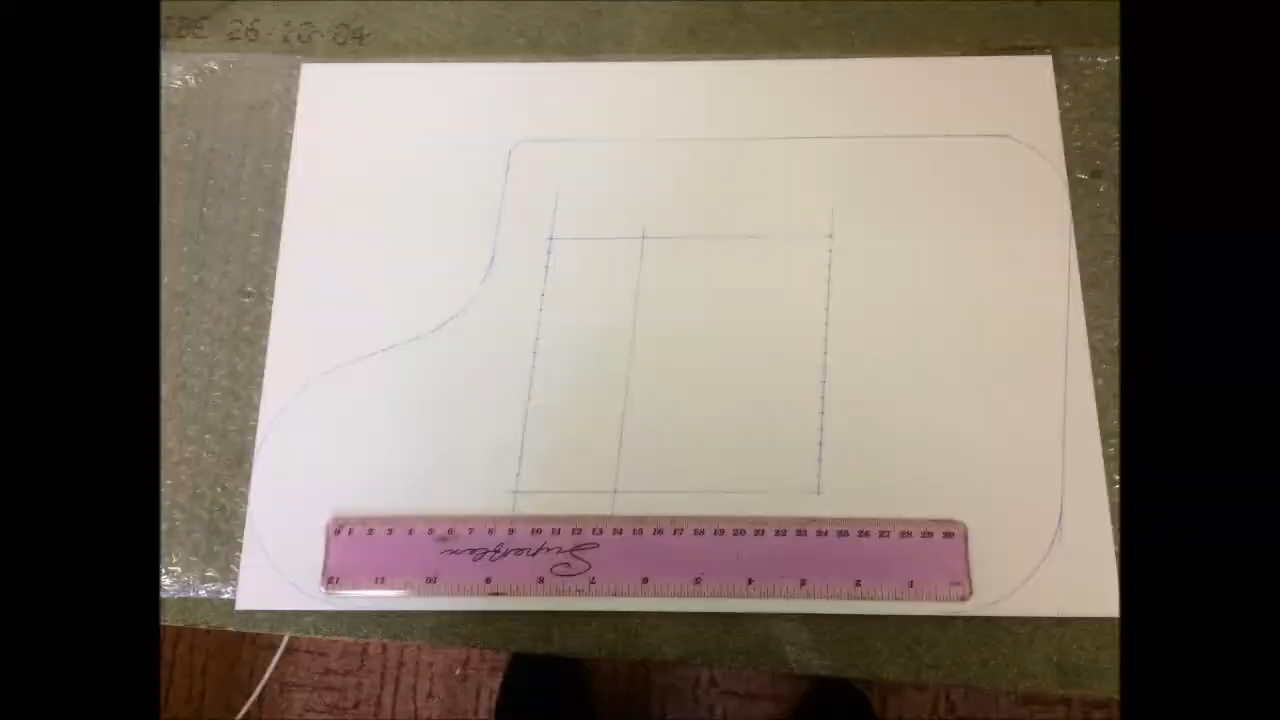 IBE 26·10·04
0 1 2 3 4 5 6 7 8 9 10 11 12 13 14 15 16 17 18 19 20 21 22 23 24 25 26 27 28 29 30
SuperBlen
12 11 10 9 8 7 6 5 4 3 2 1